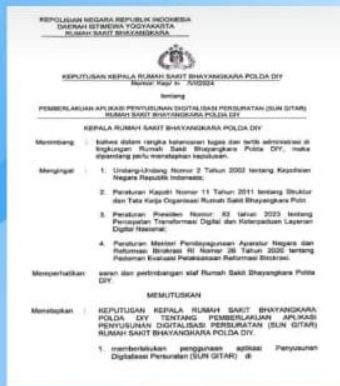 KEPOLISIAN NEGARA REPUBLIK INDONESIA
DAERAH ISTIMEWA YOGYAKARTA
RUMAH SAKIT BHAYANGKARA
KEPUTUSAN KEPALA RUMAH SAKIT BHAYANGKARA POLDA DIY
Nomor: Kep/ /VI/2024
tentang
PEMBERLAKUAN APLIKASI PENYUSUNAN DIGITALISASI PERSURATAN (SUN GITAR)
RUMAH SAKIT BHAYANGKARA POLDA DIY
KEPALA RUMAH SAKIT BHAYANGKARA POLDA DIY
Menimbang : bahwa dalam rangka kelancaran tugas dan tertib administrasi di
lingkungan Rumah Sakit Bhayangkara Polda DIY, maka
dipandang perlu menetapkan keputusan.
Mengingat : 1. Undang-Undang Nomor 2 Tahun 2002 tentang Kepolisian
Negara Republik Indonesia;
2. Peraturan Kapolri Nomor 11 Tahun 2011 tentang Struktur
dan Tata Kerja Organisasi Rumah Sakit Bhayangkara Polri
3. Peraturan Presiden Nomor 82 tahun 2023 tentang
Percepatan Transformasi Digital dan Keterpaduan Layanan
Digital Nasional;
4. Peraturan Menteri Pendayagunaan Aparatur Negara dan
Reformasi Birokrasi RI Nomor 26 Tahun 2020 tentang
Pedoman Evaluasi Pelaksanaan Reformasi Birokrasi.
Memperhatikan : saran dan pertimbangan staf Rumah Sakit Bhayangkara Polda
DIY.
MEMUTUSKAN
Menetapkan : KEPUTUSAN KEPALA RUMAH SAKIT BHAYANGKARA
POLDA DIY TENTANG PEMBERLAKUAN APLIKASI
PENYUSUNAN DIGITALISASI PERSURATAN (SUN GITAR)
RUMAH SAKIT BHAYANGKARA POLDA DIY.
1. memberlakukan penggunaan aplikasi Penyusunan
Digitalisasi Persuratan (SUN GITAR) di